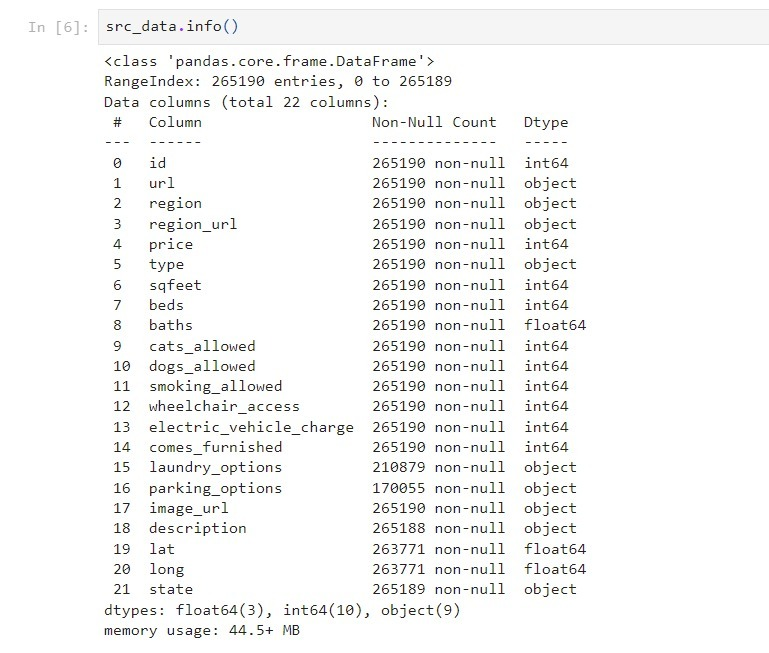 In [6]: src_data.info()
<class 'pandas.core.frame.DataFrame'>
RangeIndex: 265190 entries, 0 to 265189
Data columns (total 22 columns):
 #   Column                   Non-Null Count   Dtype
---  ------                   --------------   -----
 0   id                       265190 non-null  int64
 1   url                      265190 non-null  object
 2   region                   265190 non-null  object
 3   region_url               265190 non-null  object
 4   price                    265190 non-null  int64
 5   type                     265190 non-null  object
 6   sqfeet                   265190 non-null  int64
 7   beds                     265190 non-null  int64
 8   baths                    265190 non-null  float64
 9   cats_allowed             265190 non-null  int64
 10  dogs_allowed             265190 non-null  int64
 11  smoking_allowed          265190 non-null  int64
 12  wheelchair_access        265190 non-null  int64
 13  electric_vehicle_charge  265190 non-null  int64
 14  comes_furnished          265190 non-null  int64
 15  laundry_options          210879 non-null  object
 16  parking_options          170055 non-null  object
 17  image_url                265190 non-null  object
 18  description              265188 non-null  object
 19  lat                      263771 non-null  float64
 20  long                     263771 non-null  float64
 21  state                    265189 non-null  object
dtypes: float64(3), int64(10), object(9)
memory usage: 44.5+ MB